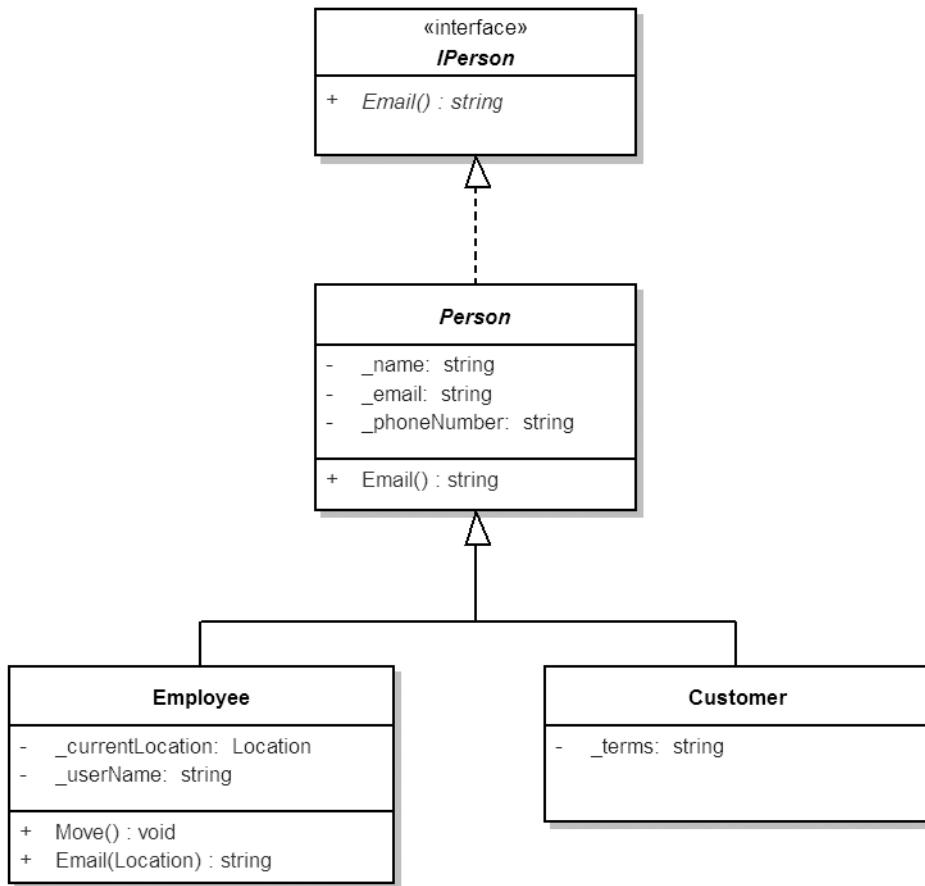 «interface»
IPerson
+ Email() : string
Person
- _name: string
- _email: string
- _phoneNumber: string
+ Email() : string
Employee
- _currentLocation: Location
- _userName: string
+ Move() : void
+ Email(Location) : string
Customer
- _terms: string